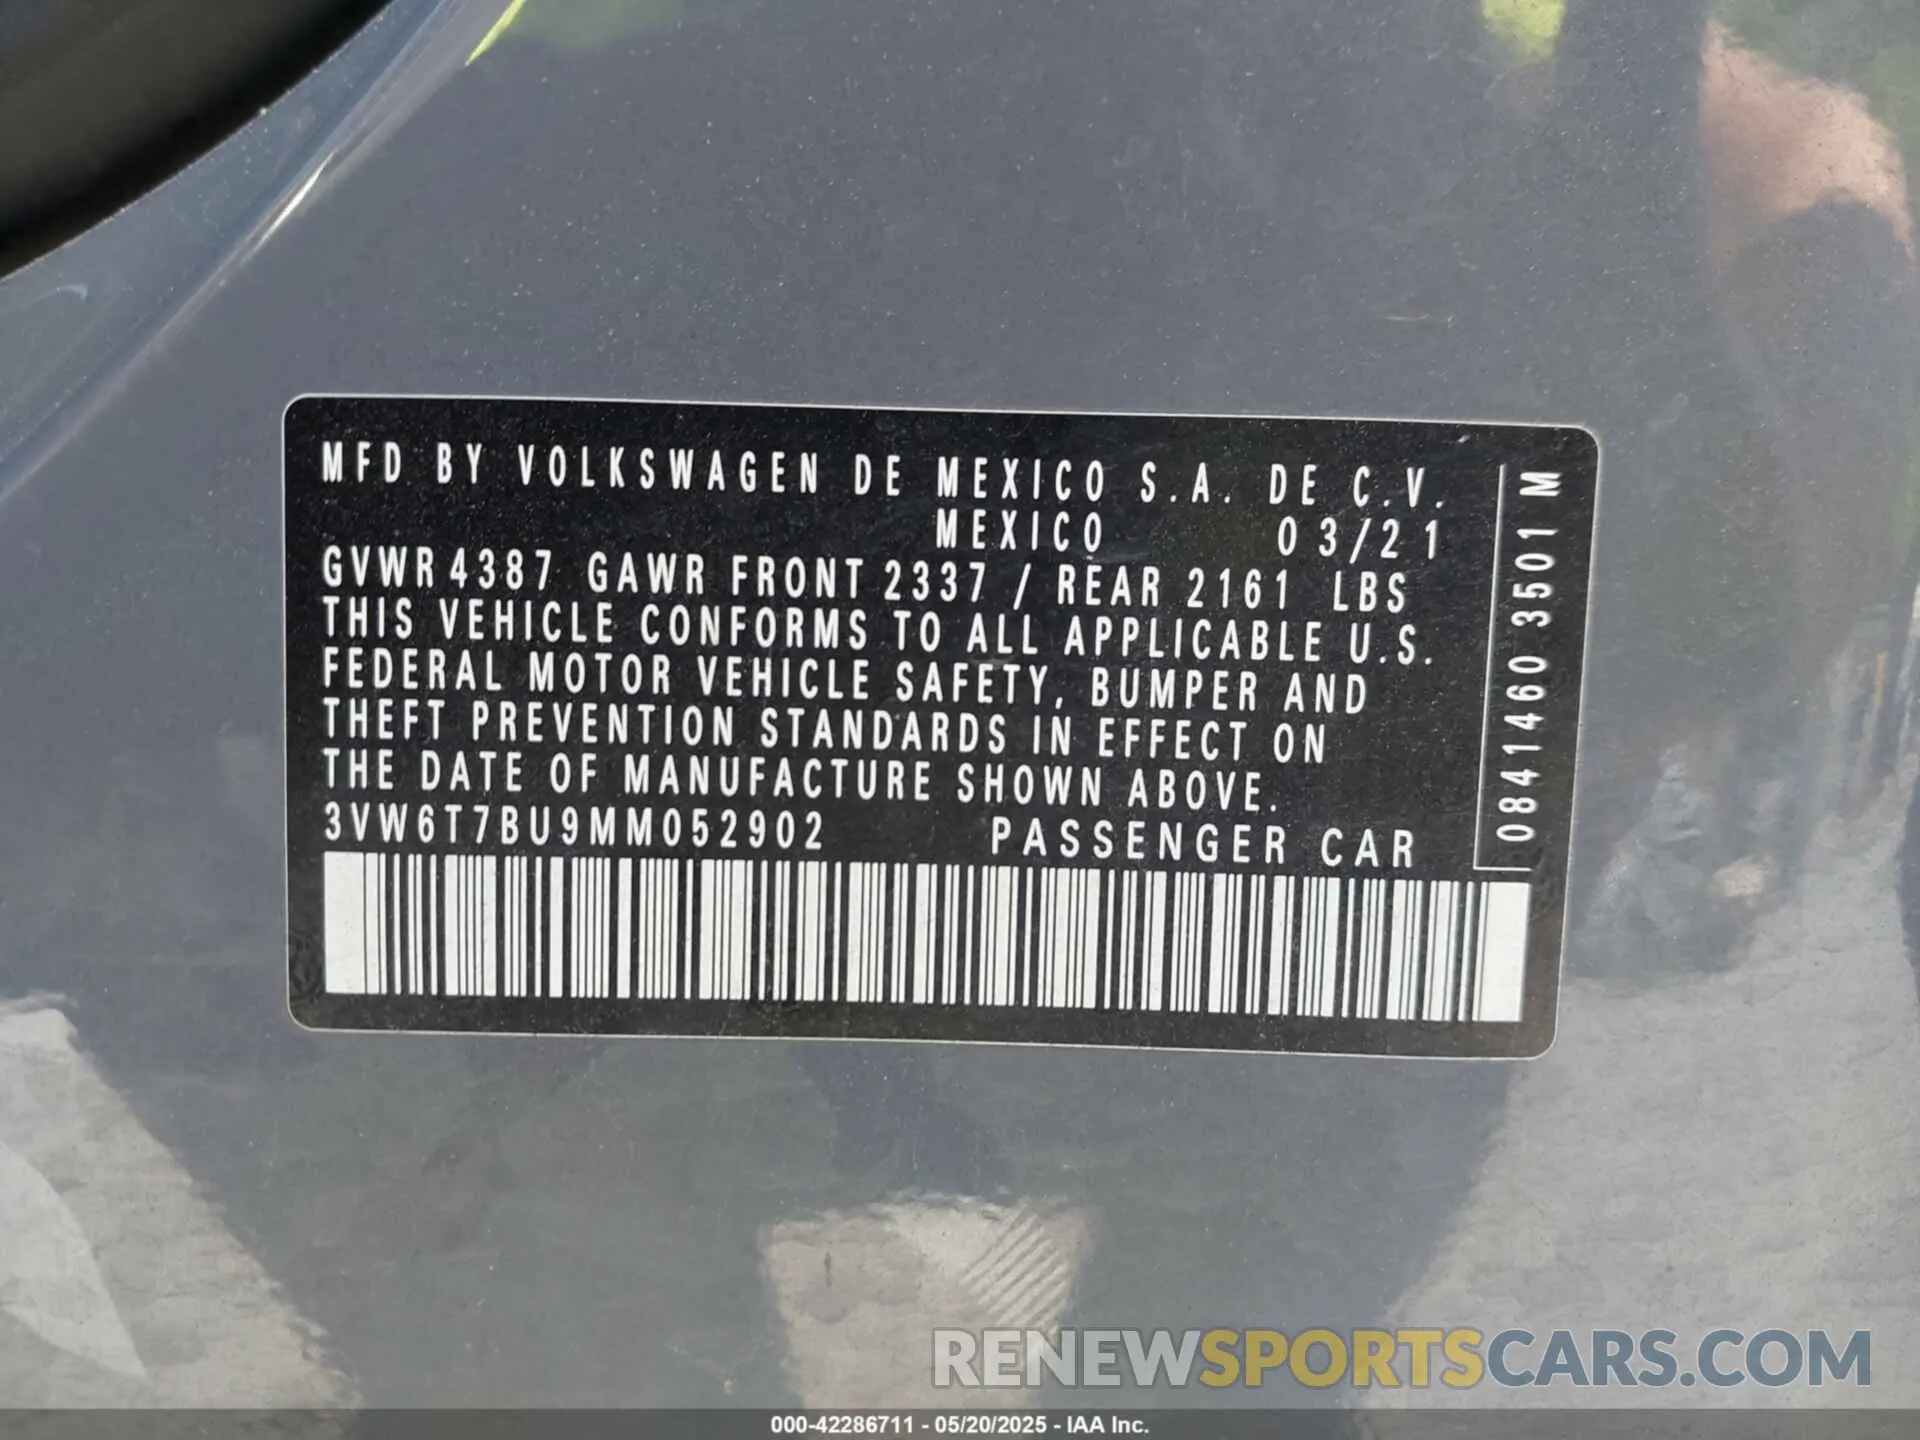 MFD BY VOLKSWAGEN DE MEXICO S.A. DE C.V.
MEXICO 03/21
GVWR 4387 GAWR FRONT 2337 / REAR 2161 LBS
THIS VEHICLE CONFORMS TO ALL APPLICABLE U.S.
FEDERAL MOTOR VEHICLE SAFETY, BUMPER AND
THEFT PREVENTION STANDARDS IN EFFECT ON
THE DATE OF MANUFACTURE SHOWN ABOVE.
3VW6T7BU9MM052902 PASSENGER CAR
0841460 3501 M
RENEWSPORTSCARS.COM
000-42286711 - 05/20/2025 - IAA Inc.